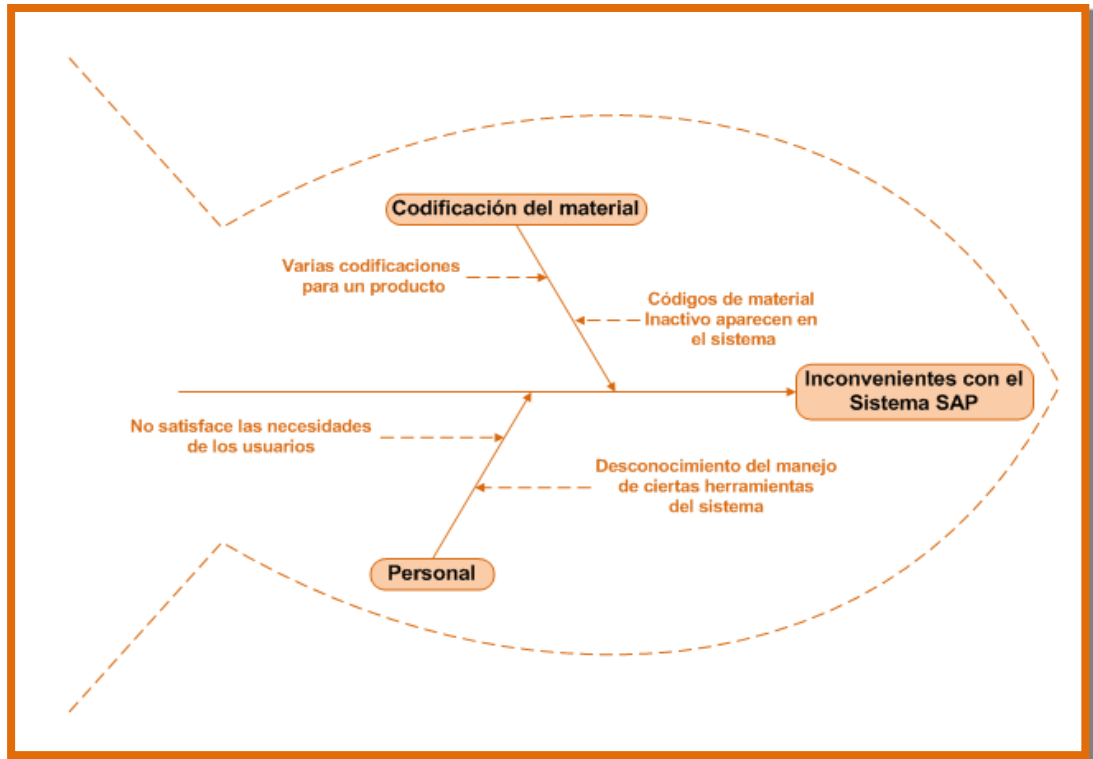 Codificación del material
Varias codificaciones
para un producto
Códigos de material
Inactivo aparecen en
el sistema
Inconvenientes con el
Sistema SAP
No satisface las necesidades
de los usuarios
Desconocimiento del manejo
de ciertas herramientas
del sistema
Personal